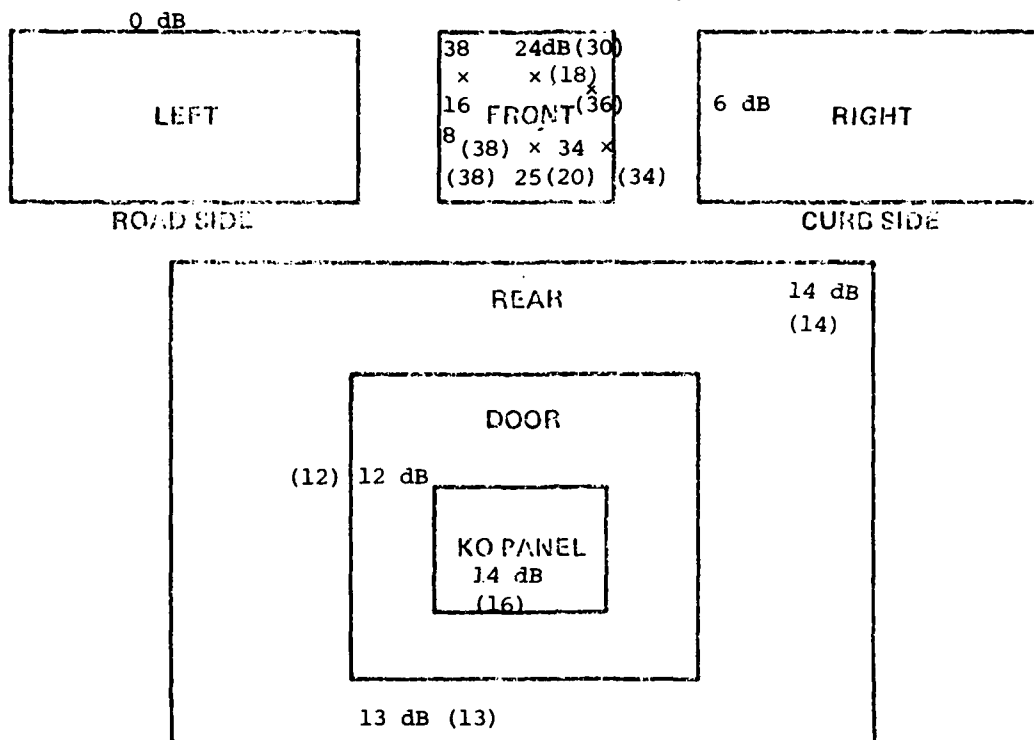 0 dB
LEFT
ROAD SIDE
38 24dB(30)
× × (18)
×
16 FRONT (36)
8 (38) × 34 ×
(38) 25(20) (34)
6 dB RIGHT
CURB SIDE
REAR
14 dB
(14)
DOOR
(12) 12 dB
KO PANEL
14 dB
(16)
13 dB (13)